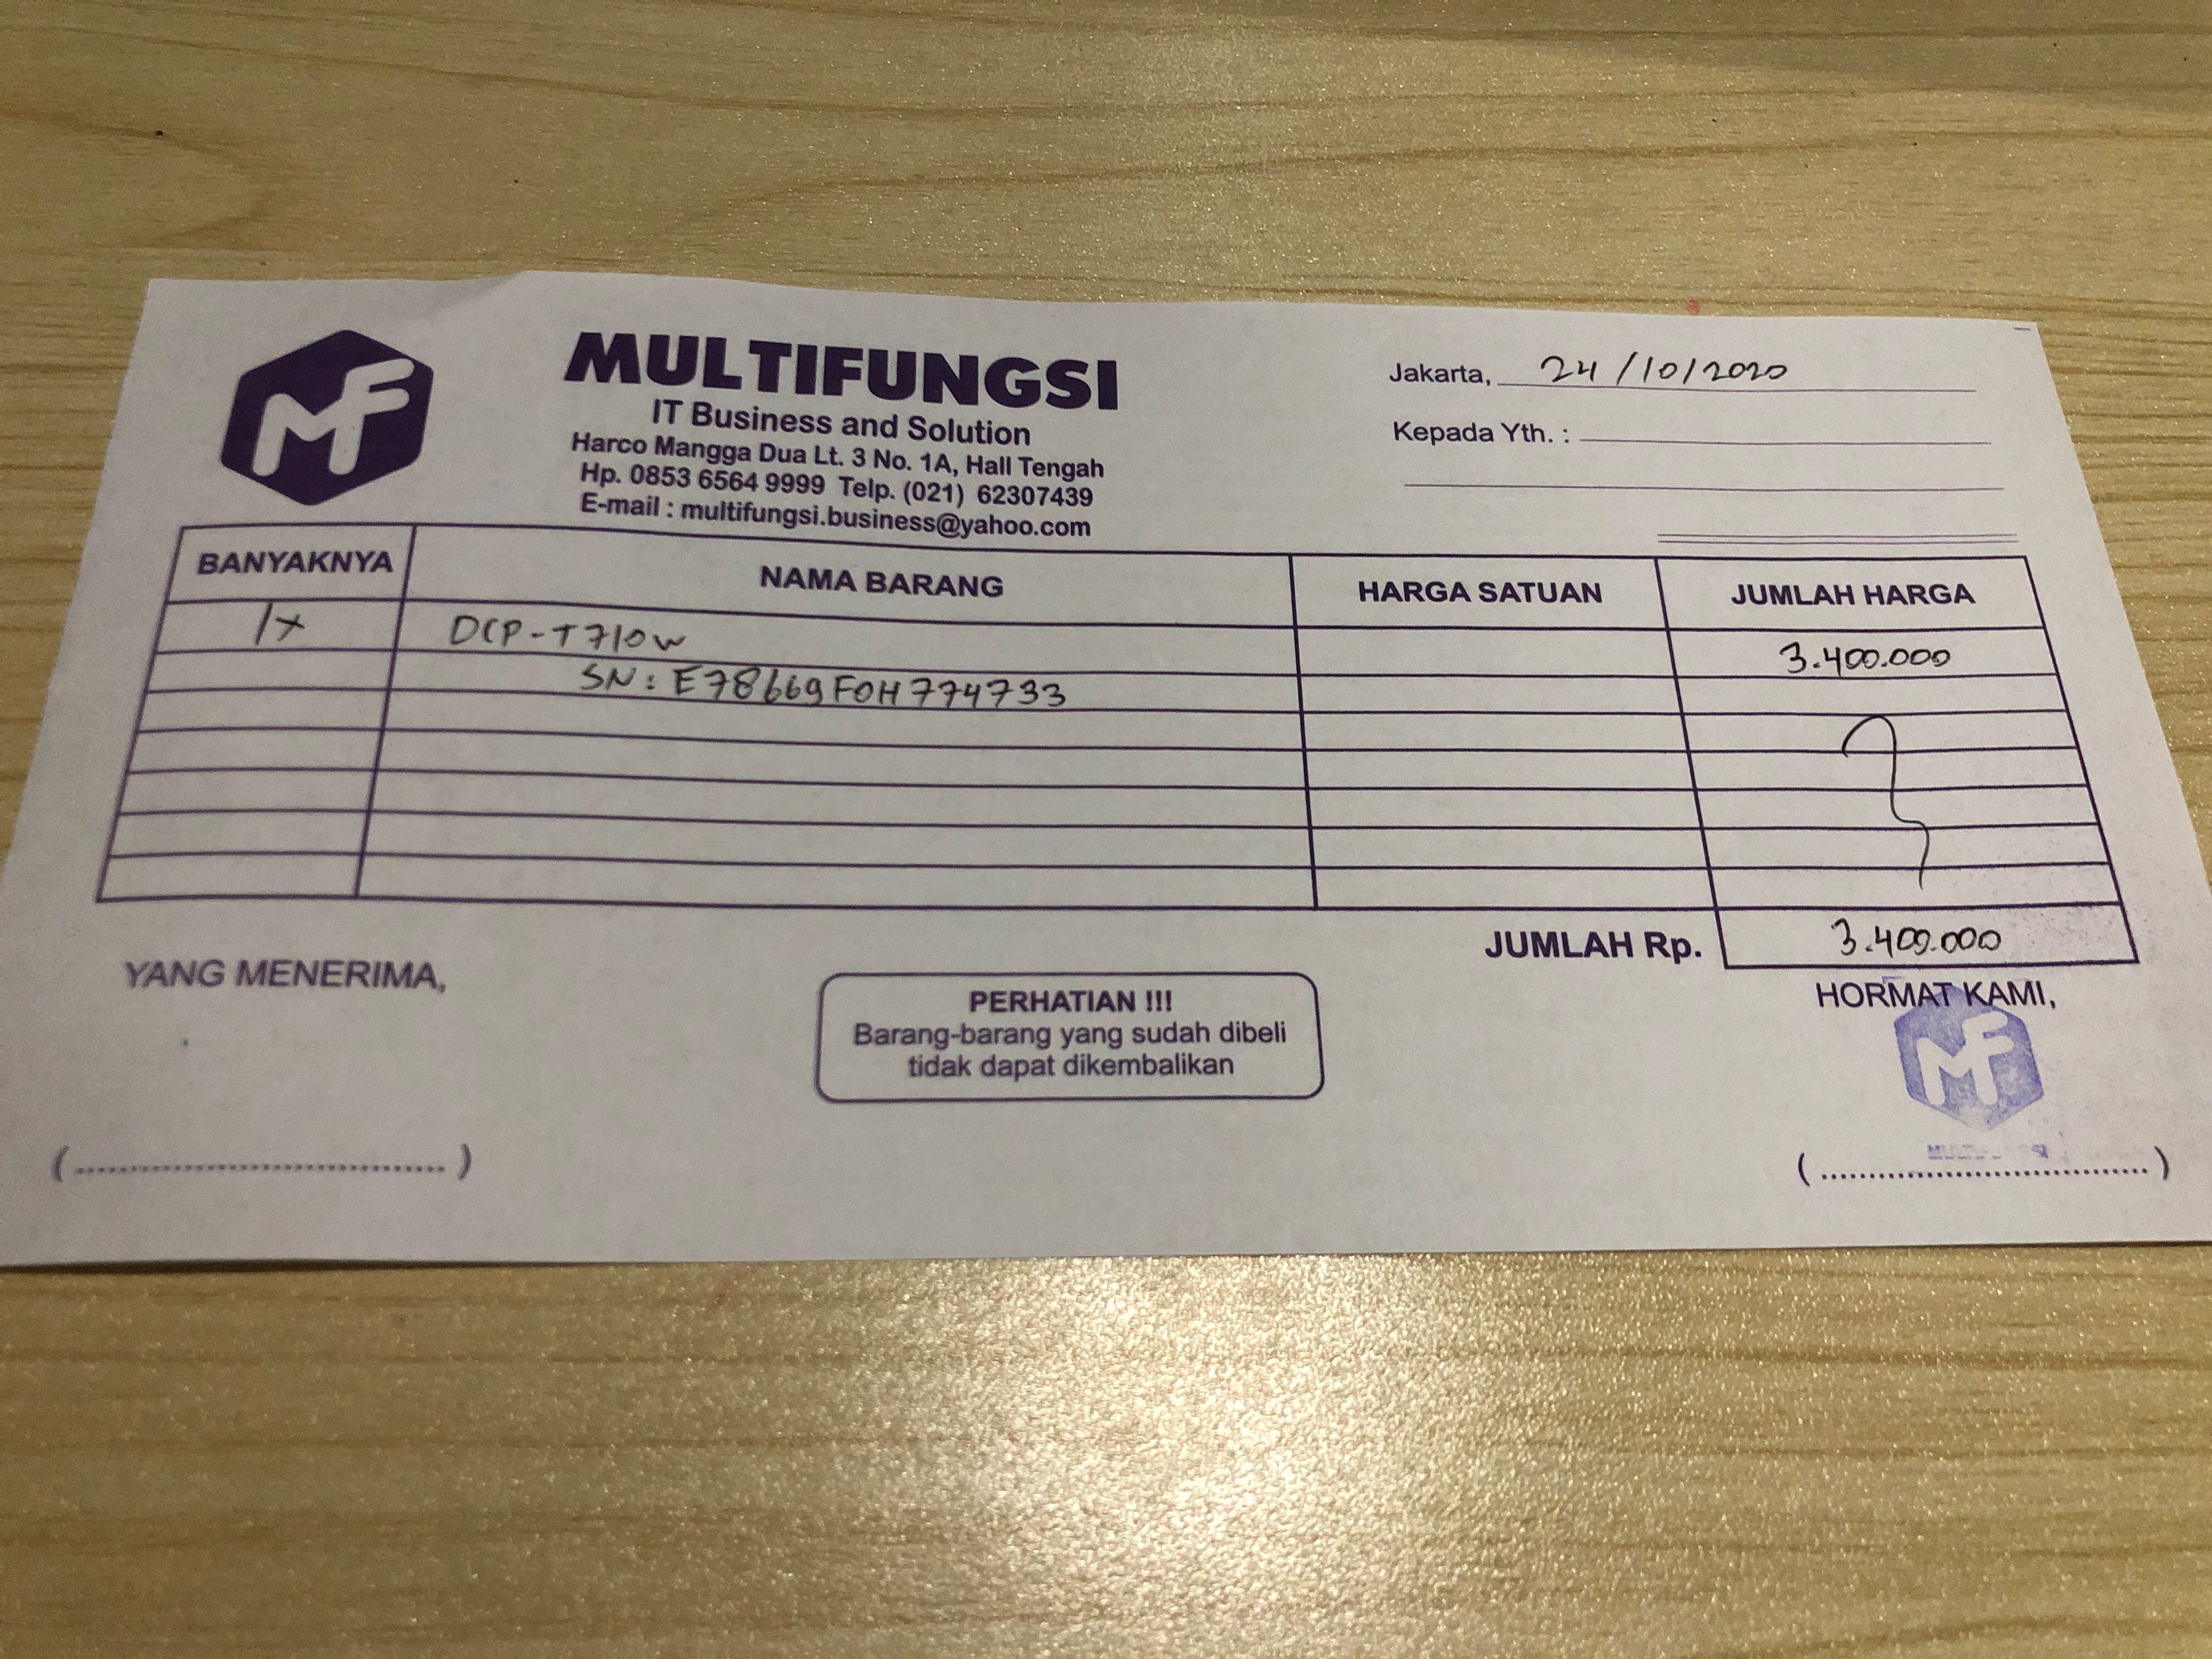 MF
MULTIFUNGSI
IT Business and Solution
Harco Mangga Dua Lt. 3 No. 1A, Hall Tengah
Hp. 0853 6564 9999 Telp. (021) 62307439
E-mail : multifungsi.business@yahoo.com
Jakarta, 24/10/2020
Kepada Yth. :
BANYAKNYA NAMA BARANG HARGA SATUAN JUMLAH HARGA
1x DCP-T710w 3.400.000
SN: E78669F0H774733
JUMLAH Rp. 3.400.000
YANG MENERIMA,
PERHATIAN !!!
Barang-barang yang sudah dibeli
tidak dapat dikembalikan
HORMAT KAMI,
MF